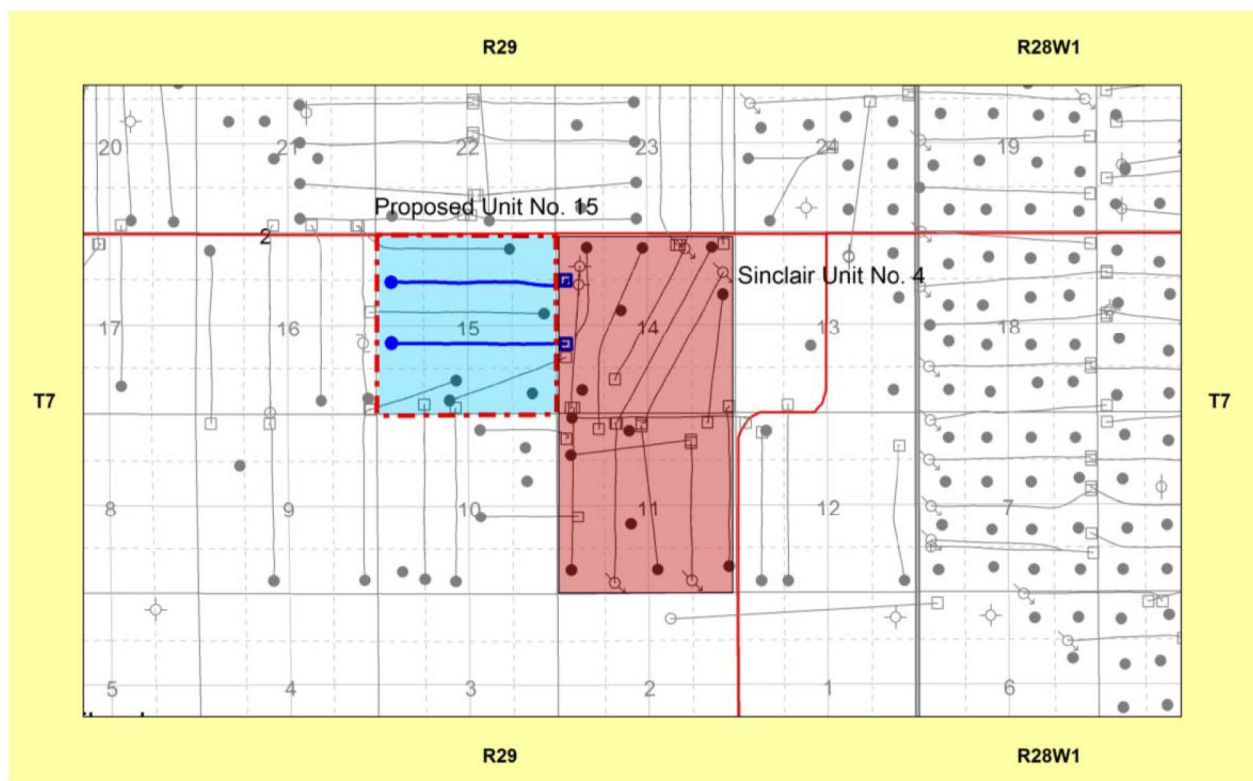 R29 R28W1
20 21 22 23 24 19
Proposed Unit No. 15
2
Sinclair Unit No. 4
17 16 15 14 13 18
T7 T7
8 9 10 11 12 7
5 4 3 2 1 6
R29 R28W1